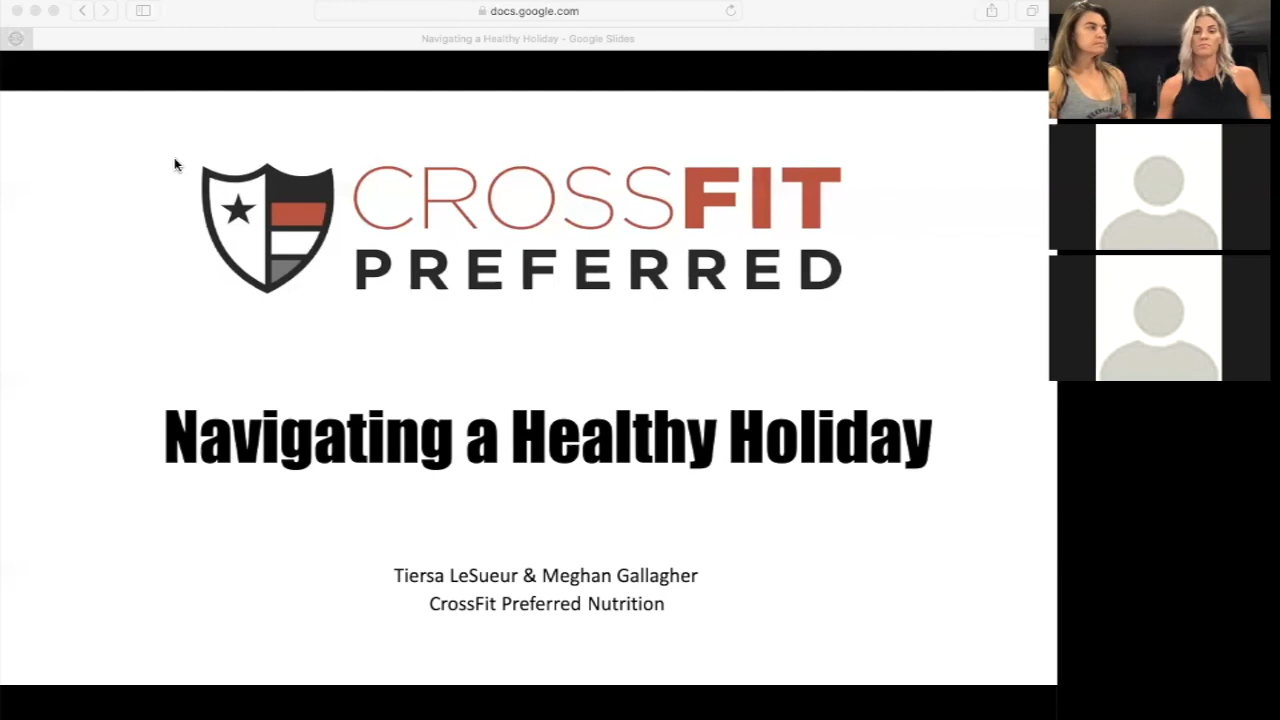 docs.google.com
Navigating a Healthy Holiday - Google Slides
CROSSFIT
PREFERRED
Navigating a Healthy Holiday
Tiersa LeSueur & Meghan Gallagher
CrossFit Preferred Nutrition